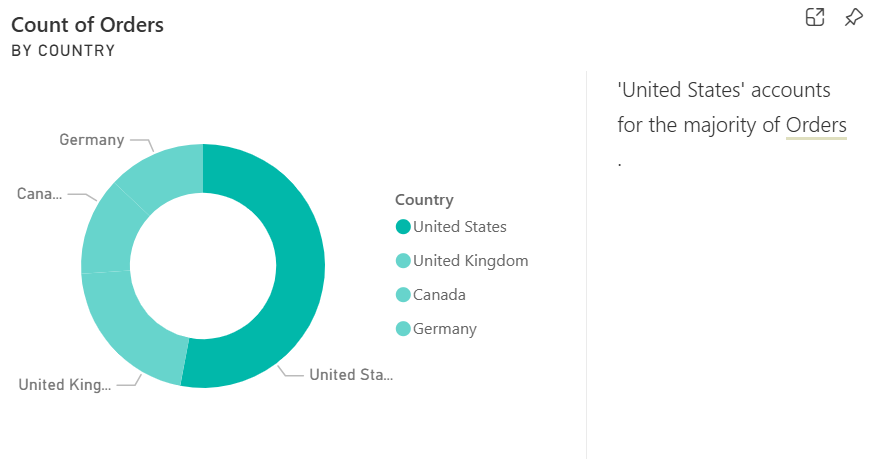 Count of Orders
BY COUNTRY
'United States' accounts
for the majority of Orders
.
Germany
Cana...
United King...
United Sta...
Country
United States
United Kingdom
Canada
Germany